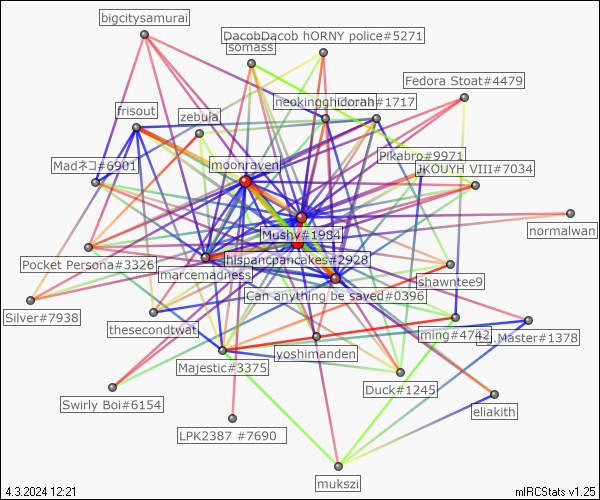 bigcitysamurai
DacobDacob hORNY police#5271
somass
Fedora Stoat#4479
neokingghidorah#1717
frisout
zebula
Pikabro#9971
Madネコ#6901
moonraven
JKOUYH VIII#7034
normalwan
Mushy#1984
Pocket Persona#3326
hispancpancakes#2928
marcemadness
shawntee9
Can anything be saved#0396
Silver#7938
thesecondtwat
ming#4742
.Master#1378
yoshimanden
Majestic#3375
Duck#1245
Swirly Boi#6154
eliakith
LPK2387 #7690
mukszi
4.3.2024 12:21
mIRCStats v1.25